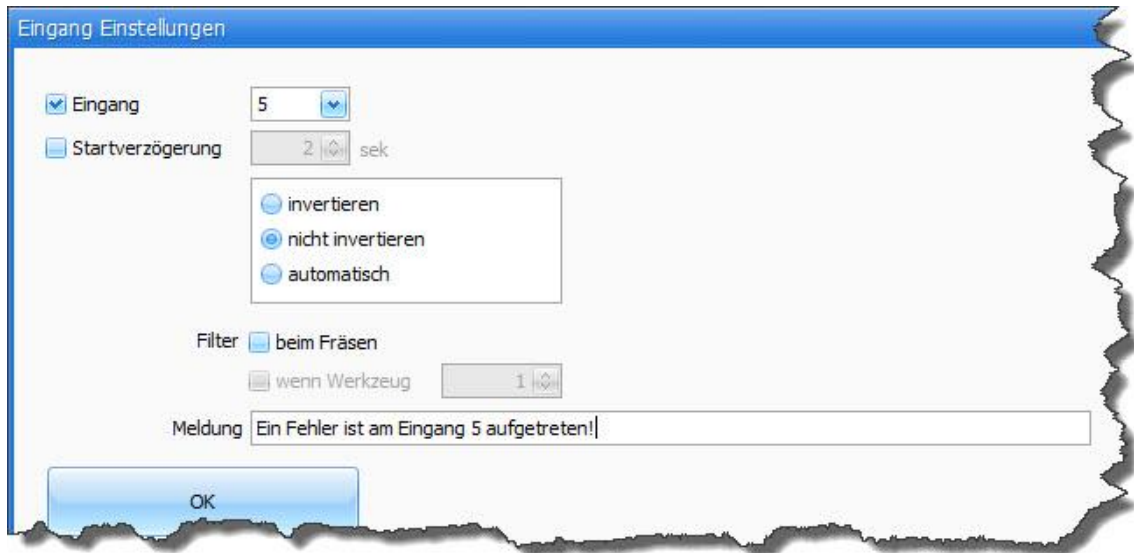 Eingang Einstellungen
Eingang 5
Startverzögerung 2 sek
invertieren
nicht invertieren
automatisch
Filter beim Fräsen
wenn Werkzeug 1
Meldung Ein Fehler ist am Eingang 5 aufgetreten!
OK